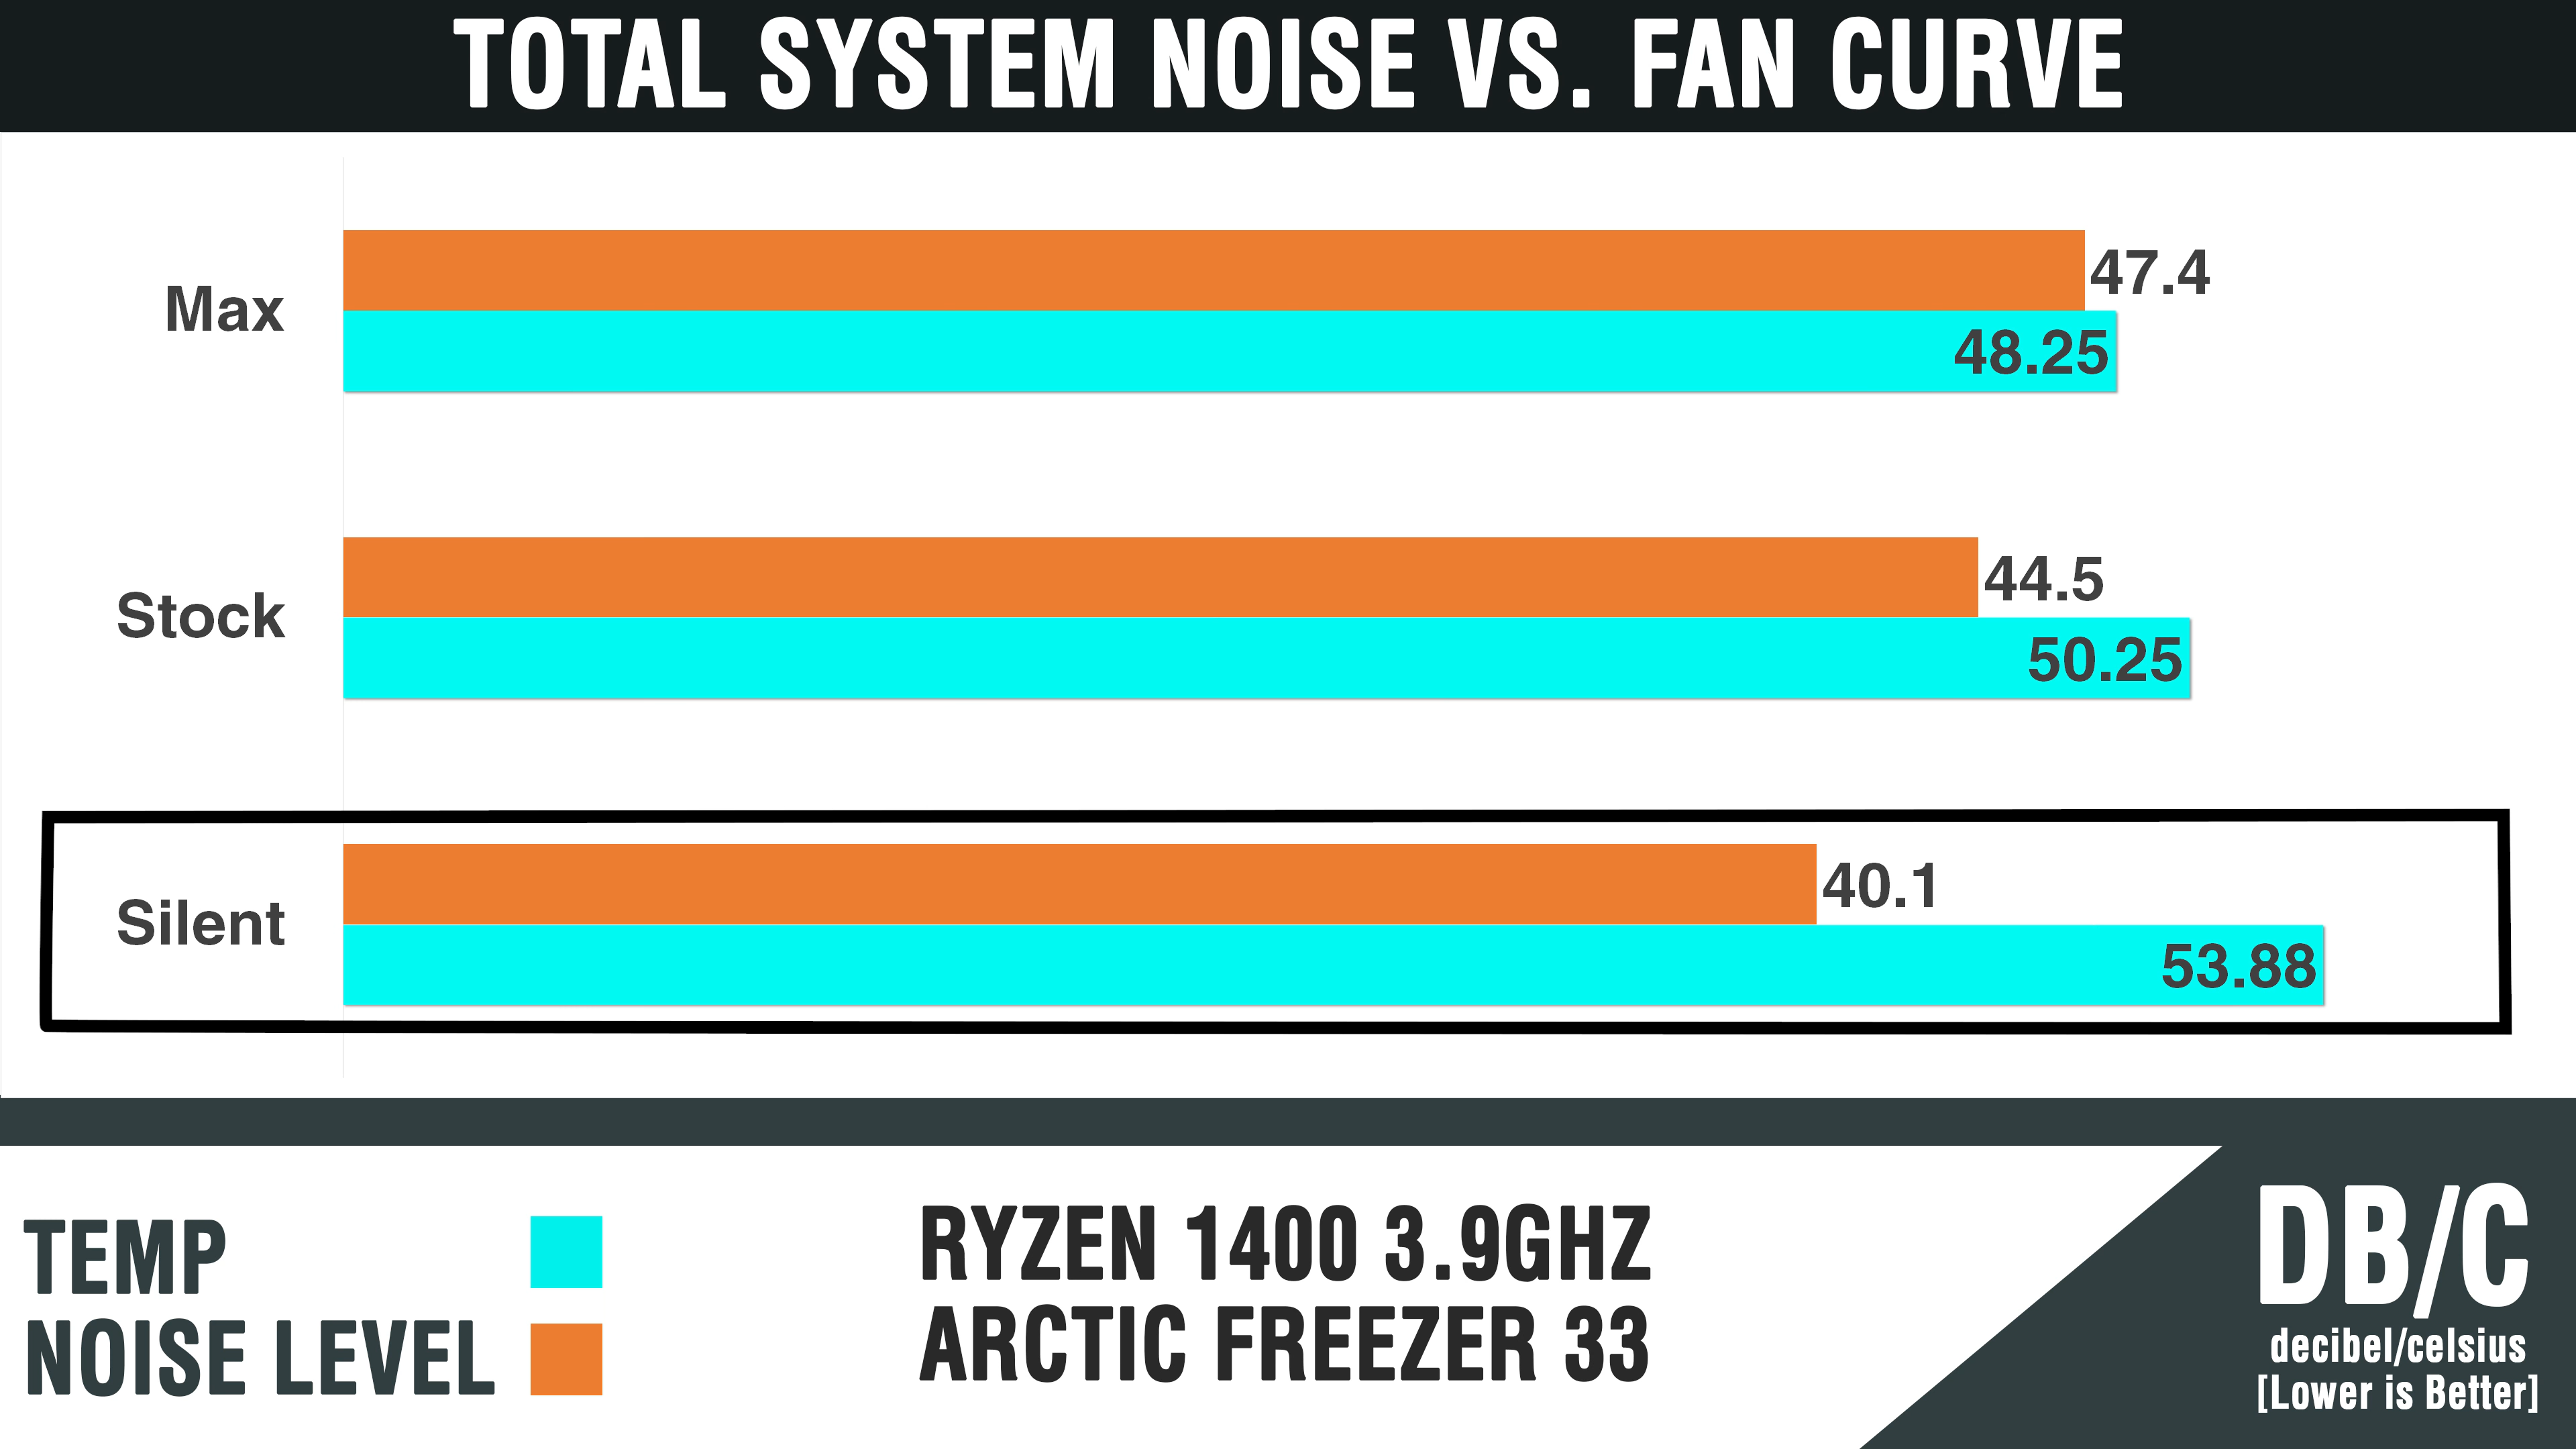 TOTAL SYSTEM NOISE VS. FAN CURVE
Max
47.4
48.25
Stock
44.5
50.25
Silent
40.1
53.88
TEMP
NOISE LEVEL
RYZEN 1400 3.9GHZ
ARCTIC FREEZER 33
DB/C
decibel/celsius
[Lower is Better]